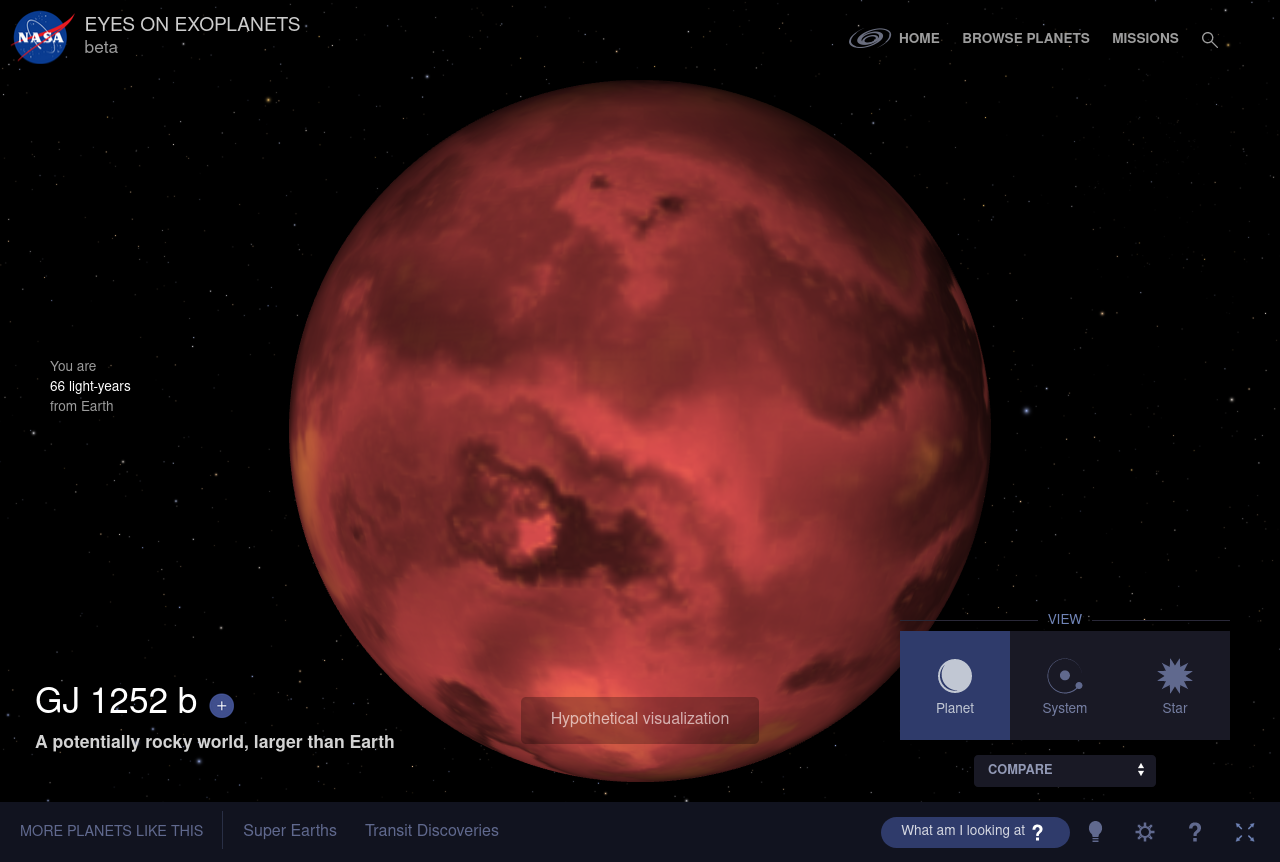 NASA
EYES ON EXOPLANETS
beta
HOME
BROWSE PLANETS
MISSIONS
You are
66 light-years
from Earth
VIEW
Planet
System
Star
COMPARE
GJ 1252 b +
A potentially rocky world, larger than Earth
Hypothetical visualization
MORE PLANETS LIKE THIS
Super Earths
Transit Discoveries
What am I looking at ?
?